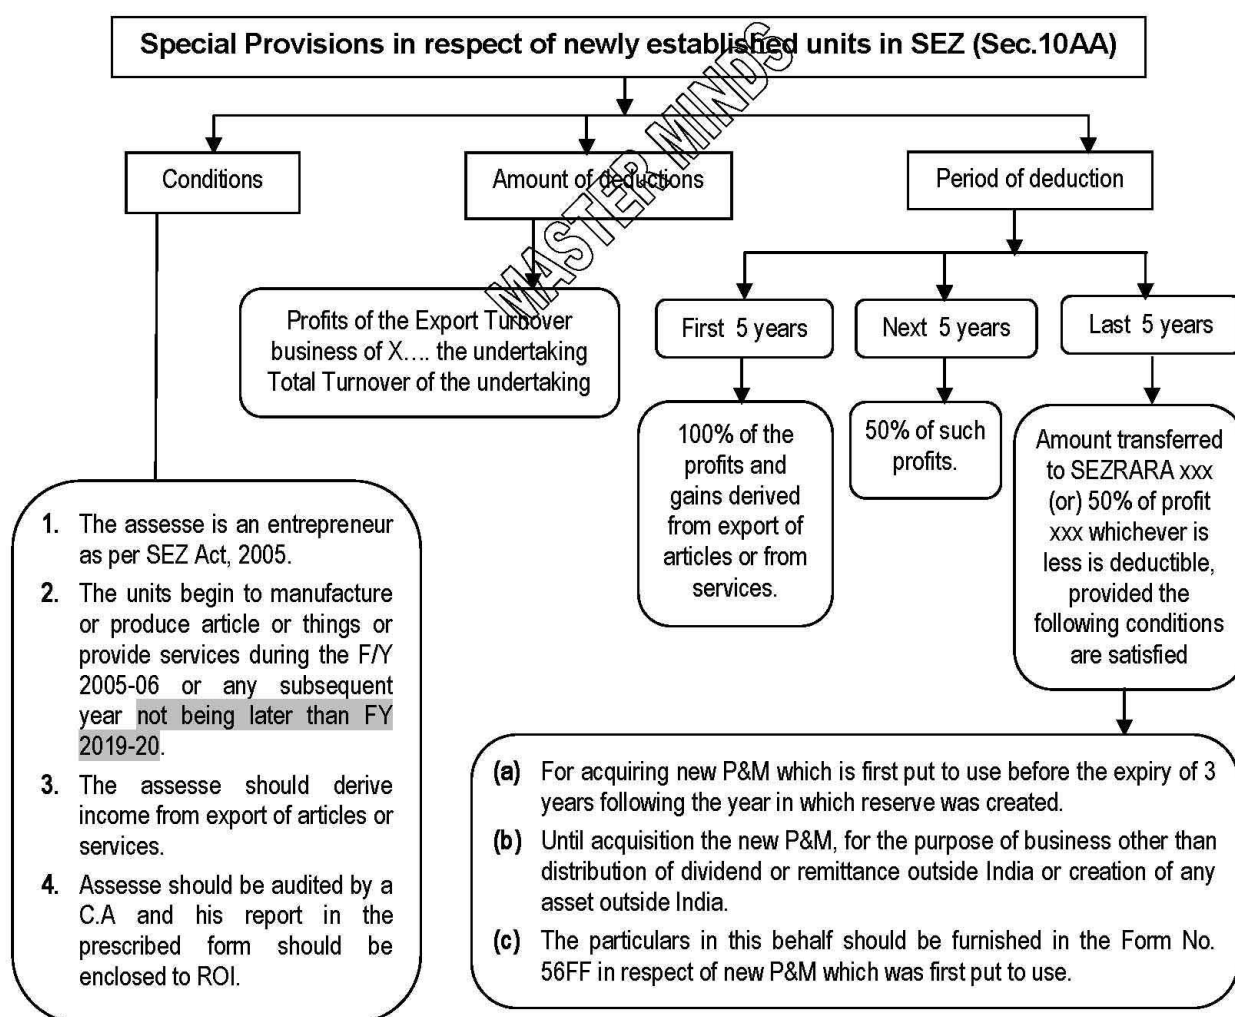 Special Provisions in respect of newly established units in SEZ (Sec.10AA)
MASTER MINDS
Conditions
Amount of deductions
Period of deduction
Profits of the Export Turnover
business of X.... the undertaking
Total Turnover of the undertaking
First 5 years
Next 5 years
Last 5 years
100% of the
profits and
gains derived
from export of
articles or from
services.
50% of such
profits.
Amount transferred
to SEZRARA xxx
(or) 50% of profit
xxx whichever is
less is deductible,
provided the
following conditions
are satisfied
1. The assesse is an entrepreneur
as per SEZ Act, 2005.
2. The units begin to manufacture
or produce article or things or
provide services during the F/Y
2005-06 or any subsequent
year not being later than FY
2019-20.
3. The assesse should derive
income from export of articles or
services.
4. Assesse should be audited by a
C.A and his report in the
prescribed form should be
enclosed to ROI.
(a) For acquiring new P&M which is first put to use before the expiry of 3
years following the year in which reserve was created.
(b) Until acquisition the new P&M, for the purpose of business other than
distribution of dividend or remittance outside India or creation of any
asset outside India.
(c) The particulars in this behalf should be furnished in the Form No.
56FF in respect of new P&M which was first put to use.